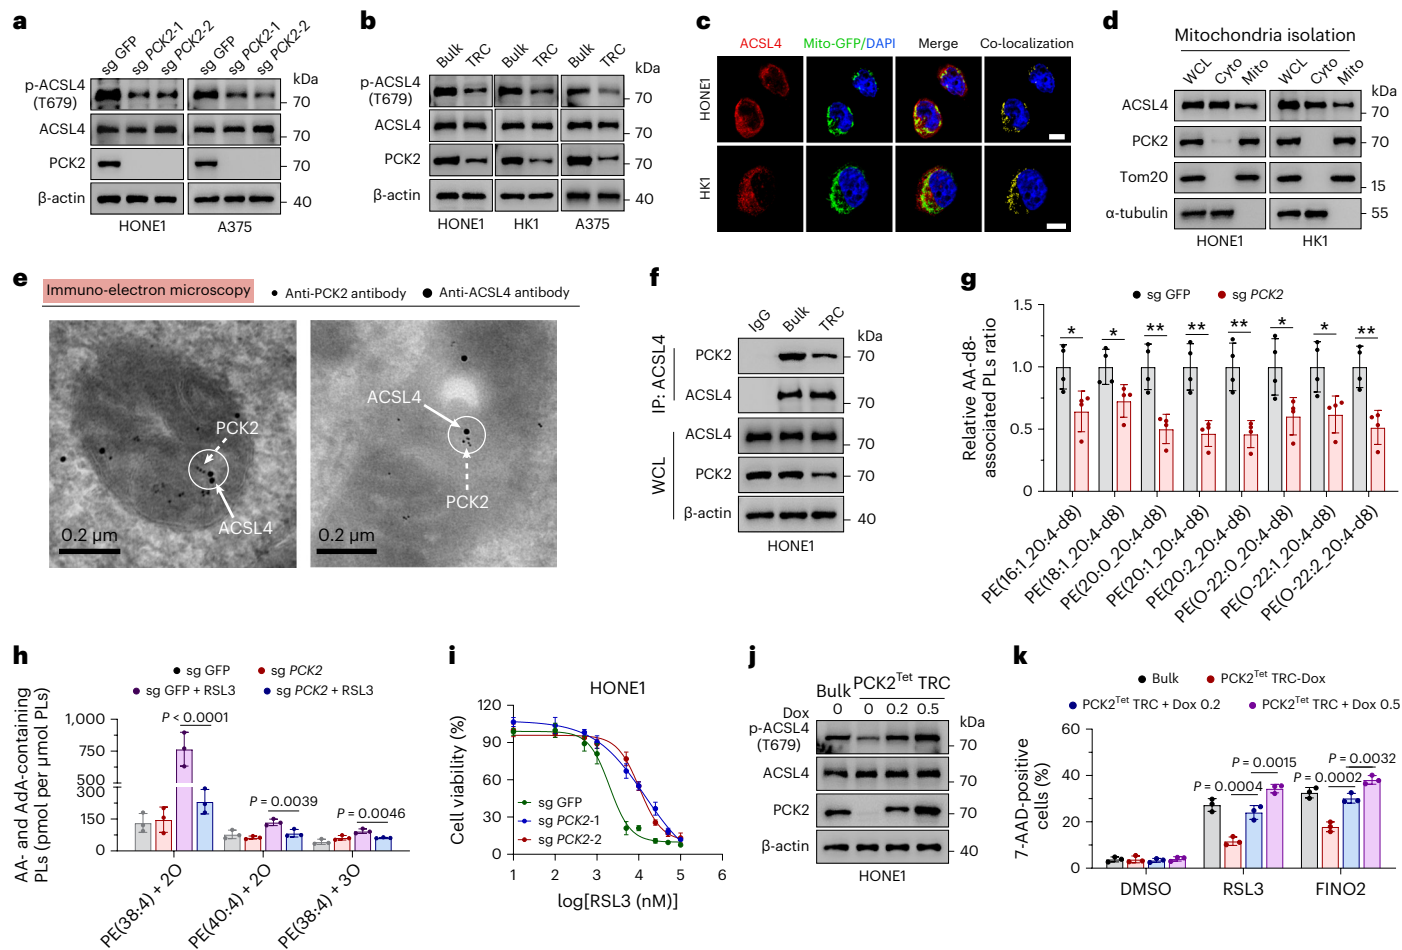 a
sg GFP
sg PCK2-1
sg PCK2-2
sg GFP
sg PCK2-1
sg PCK2-2
kDa
p-ACSL4
(T679)
70
ACSL4
70
PCK2
70
β-actin
40
HONE1
A375
b
Bulk
TRC
Bulk
TRC
Bulk
TRC
kDa
p-ACSL4
(T679)
70
ACSL4
70
PCK2
70
β-actin
40
HONE1
HK1
A375
c
ACSL4
Mito-GFP/DAPI
Merge
Co-localization
HONE1
HK1
d
Mitochondria isolation
WCL
Cyto
Mito
WCL
Cyto
Mito
kDa
ACSL4
70
PCK2
70
Tom20
15
α-tubulin
55
HONE1
HK1
e
Immuno-electron microscopy
Anti-PCK2 antibody
Anti-ACSL4 antibody
PCK2
ACSL4
0.2 µm
ACSL4
PCK2
0.2 µm
f
IgG
Bulk
TRC
kDa
IP: ACSL4
PCK2
70
ACSL4
70
WCL
ACSL4
70
PCK2
70
β-actin
40
HONE1
g
sg GFP
sg PCK2
Relative AA-d8-
associated PLs ratio
1.5
1.0
0.5
0
*
*
**
**
**
*
*
**
PE(16:1_20:4-d8)
PE(18:1_20:4-d8)
PE(20:0_20:4-d8)
PE(20:1_20:4-d8)
PE(20:2_20:4-d8)
PE(O-22:0_20:4-d8)
PE(O-22:1_20:4-d8)
PE(O-22:2_20:4-d8)
h
sg GFP
sg PCK2
sg GFP + RSL3
sg PCK2 + RSL3
AA- and AdA-containing
PLs (pmol per µmol PLs)
1,000
750
500
300
150
0
P < 0.0001
P = 0.0039
P = 0.0046
PE(38:4) + 2O
PE(40:4) + 2O
PE(38:4) + 3O
i
HONE1
Cell viability (%)
120
90
60
30
0
sg GFP
sg PCK2-1
sg PCK2-2
1
2
3
4
5
6
log[RSL3 (nM)]
j
Bulk
PCK2Tet TRC
Dox
0
0
0.2
0.5
kDa
p-ACSL4
(T679)
70
ACSL4
70
PCK2
70
β-actin
40
HONE1
k
Bulk
PCK2Tet TRC-Dox
PCK2Tet TRC + Dox 0.2
PCK2Tet TRC + Dox 0.5
7-AAD-positive
cells (%)
60
40
20
0
P = 0.0015
P = 0.0004
P = 0.0032
P = 0.0002
DMSO
RSL3
FINO2